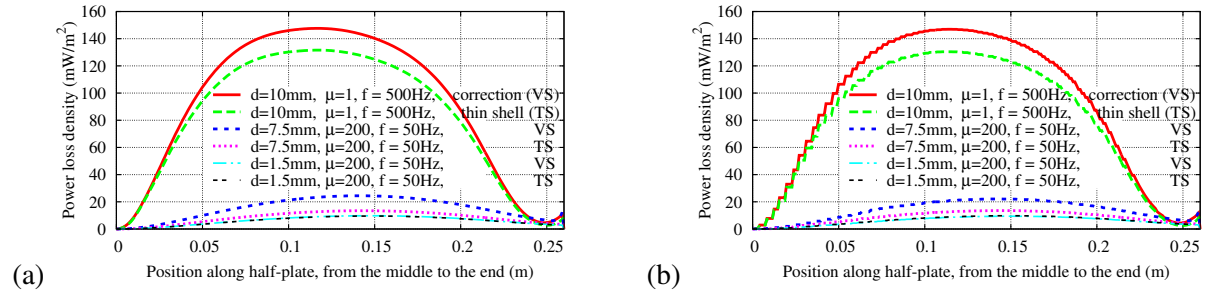 160
140
120
100
80
60
40
20
0
Power loss density (mW/m²)
d=10mm, μ=1, f = 500Hz, correction (VS)
d=10mm, μ=1, f = 500Hz, thin shell (TS)
d=7.5mm, μ=200, f = 50Hz, VS
d=7.5mm, μ=200, f = 50Hz, TS
d=1.5mm, μ=200, f = 50Hz, VS
d=1.5mm, μ=200, f = 50Hz, TS
0 0.05 0.1 0.15 0.2 0.25
Position along half-plate, from the middle to the end (m)
(a)
160
140
120
100
80
60
40
20
0
Power loss density (mW/m²)
d=10mm, μ=1, f = 500Hz, correction (VS)
d=10mm, μ=1, f = 500Hz, thin shell (TS)
d=7.5mm, μ=200, f = 50Hz, VS
d=7.5mm, μ=200, f = 50Hz, TS
d=1.5mm, μ=200, f = 50Hz, VS
d=1.5mm, μ=200, f = 50Hz, TS
0 0.05 0.1 0.15 0.2 0.25
Position along half-plate, from the middle to the end (m)
(b)